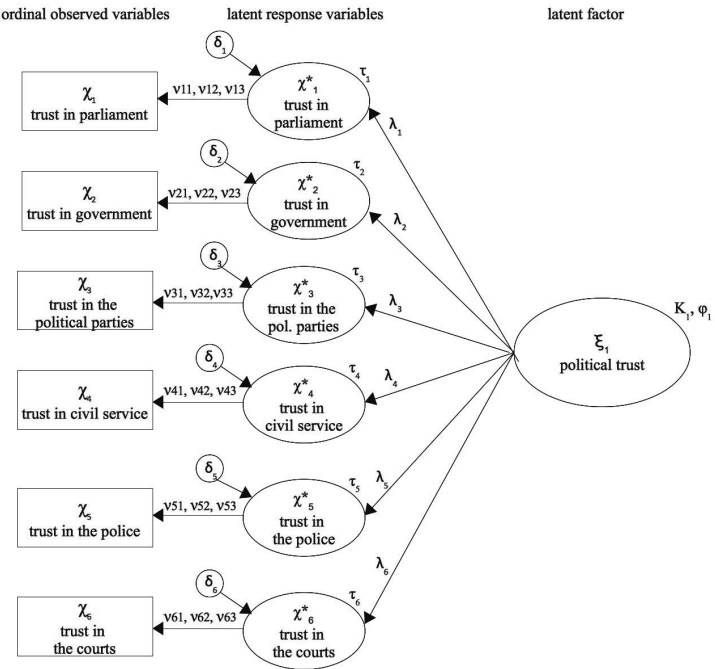 ordinal observed variables
latent response variables
latent factor
δ₁
χ₁
trust in parliament
ν11, ν12, ν13
χ*₁
trust in
parliament
τ₁
λ₁
δ₂
χ₂
trust in government
ν21, ν22, ν23
χ*₂
trust in
government
τ₂
λ₂
δ₃
χ₃
trust in the
political parties
ν31, ν32,ν33
χ*₃
trust in the
pol. parties
τ₃
λ₃
Κ₁, φ₁
ξ₁
political trust
δ₄
χ₄
trust in civil service
ν41, ν42, ν43
χ*₄
trust in
civil service
τ₄
λ₄
δ₅
χ₅
trust in the police
ν51, ν52, ν53
χ*₅
trust in
the police
τ₅
λ₅
δ₆
χ₆
trust in
the courts
ν61, ν62, ν63
χ*₆
trust in
the courts
τ₆
λ₆